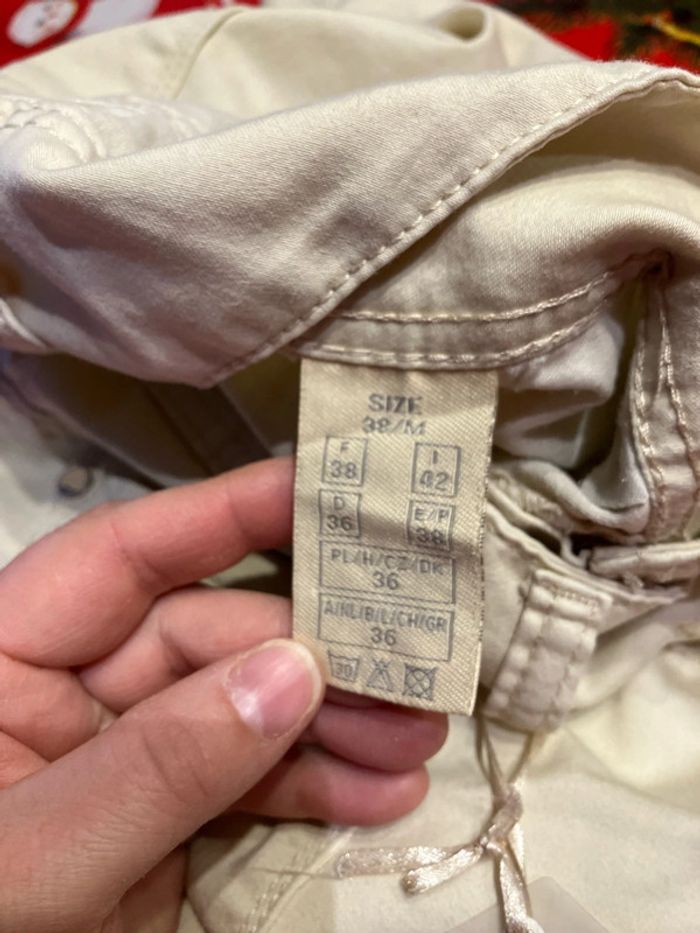 SIZE
38/M
F I
38 42
D E/P
36 38
PL/H/CZ/DK
36
A/NL/B/L/CH/GR
36
30